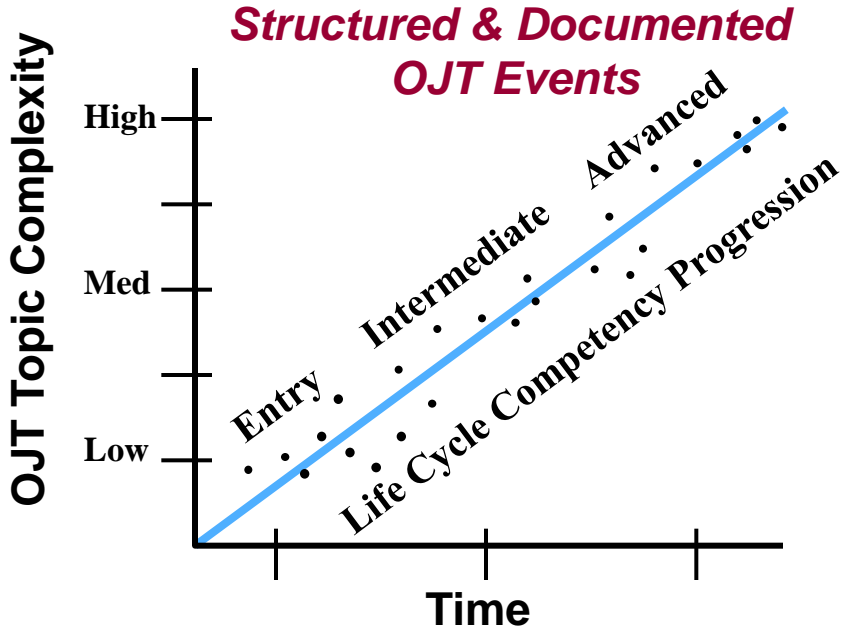 Structured & Documented
OJT Events
OJT Topic Complexity
High
Med
Low
Entry
Intermediate
Advanced
Life Cycle Competency Progression
Time